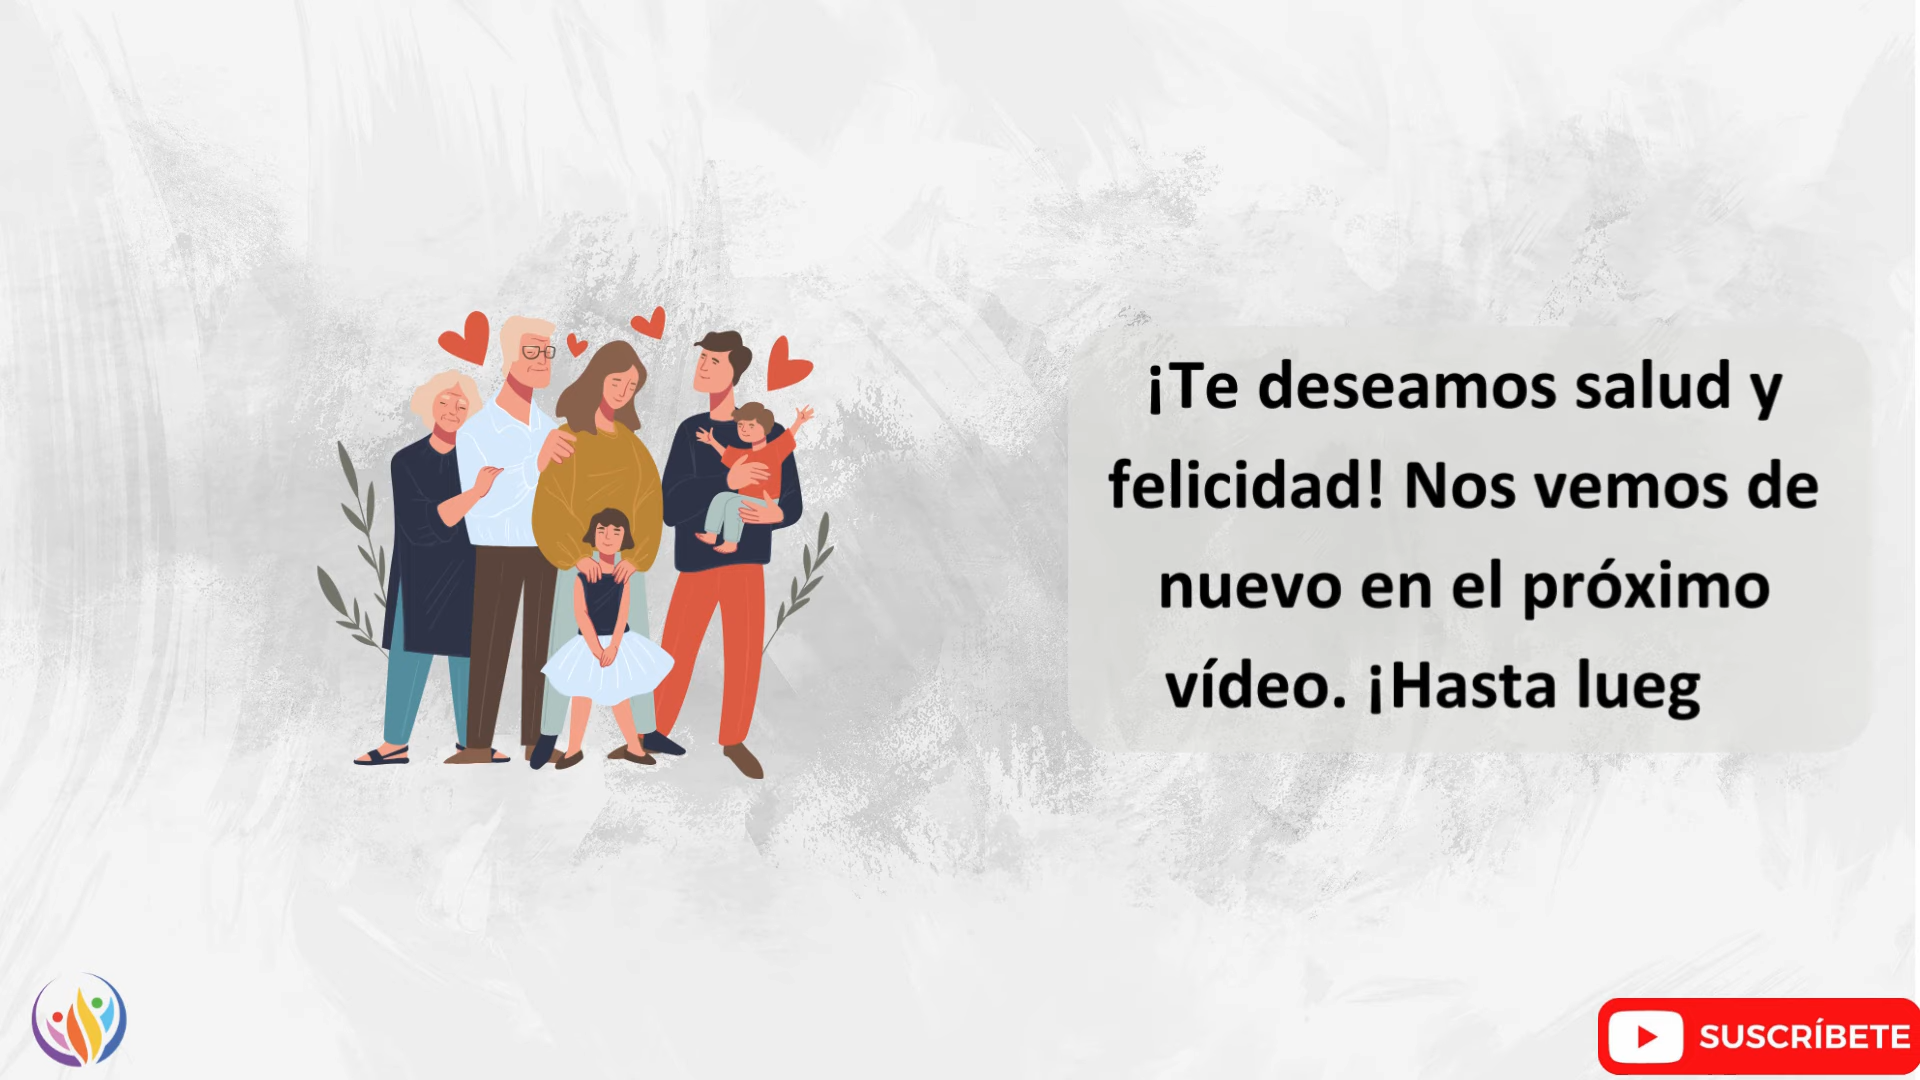 ¡Te deseamos salud y
felicidad! Nos vemos de
nuevo en el próximo
vídeo. ¡Hasta lueg
SUSCRÍBETE